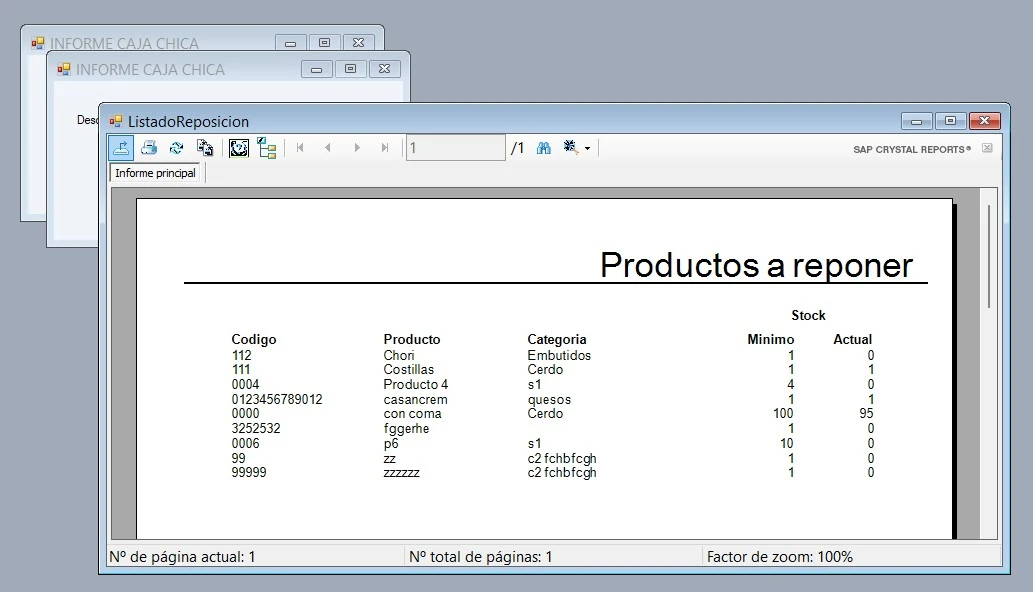 INFORME CAJA CHICA
INFORME CAJA CHICA
ListadoReposicion
1 /1 SAP CRYSTAL REPORTS®
Informe principal
Productos a reponer
Stock
Codigo Producto Categoria Minimo Actual
112 Chori Embutidos 1 0
111 Costillas Cerdo 1 1
0004 Producto 4 s1 4 0
0123456789012 casancrem quesos 1 1
0000 con coma Cerdo 100 95
3252532 fggerhe 1 0
0006 p6 s1 10 0
99 zz c2 fchbfcgh 1 0
99999 zzzzzz c2 fchbfcgh 1 0
Nº de página actual: 1 Nº total de páginas: 1 Factor de zoom: 100%